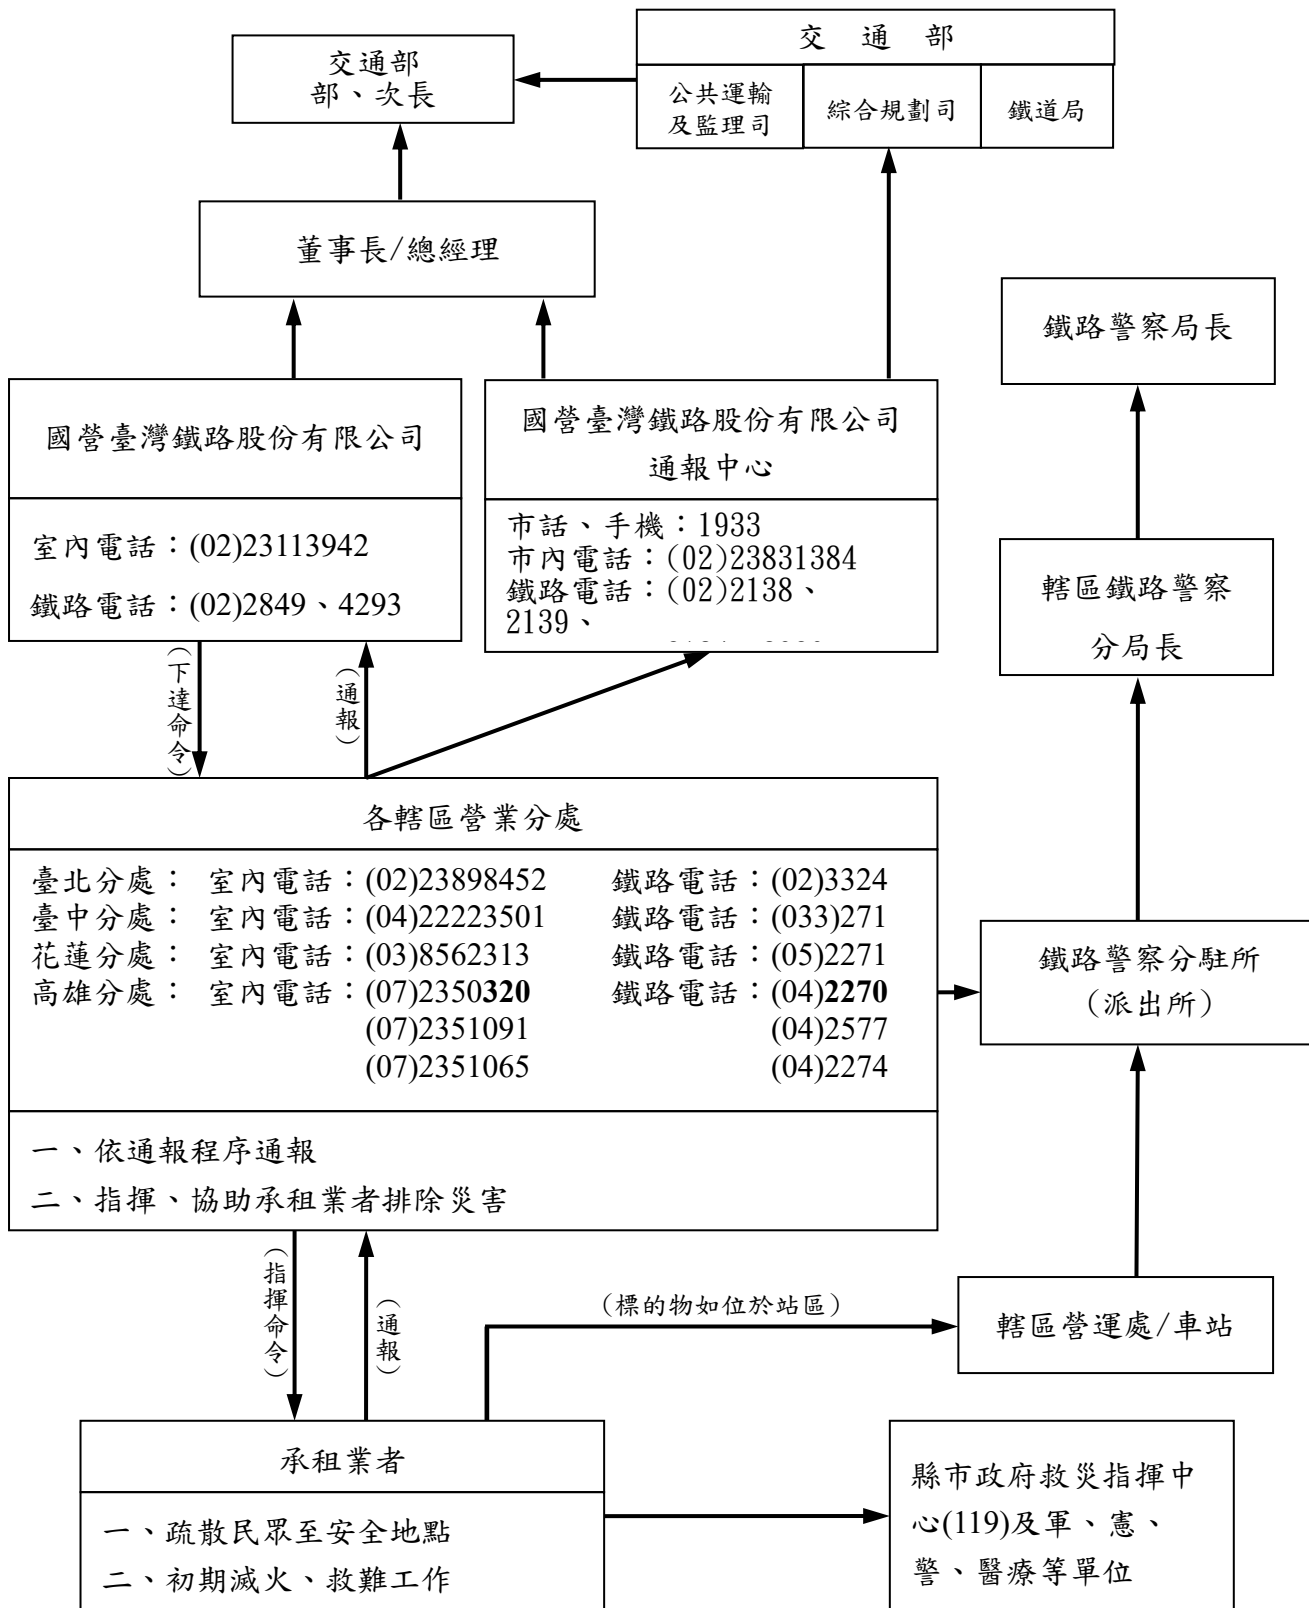 交通部
交通部
部、次長
公共運輸
及監理司
綜合規劃司
鐵道局
董事長/總經理
鐵路警察局長
國營臺灣鐵路股份有限公司
室內電話：(02)23113942
鐵路電話：(02)2849、4293
國營臺灣鐵路股份有限公司
通報中心
市話、手機：1933
市內電話：(02)23831384
鐵路電話：(02)2138、
2139、
轄區鐵路警察
分局長
(下達命令)
(通報)
各轄區營業分處
臺北分處： 室內電話：(02)23898452 鐵路電話：(02)3324
臺中分處： 室內電話：(04)22223501 鐵路電話：(033)271
花蓮分處： 室內電話：(03)8562313 鐵路電話：(05)2271
高雄分處： 室內電話：(07)2350320 鐵路電話：(04)2270
(07)2351091 (04)2577
(07)2351065 (04)2274
一、依通報程序通報
二、指揮、協助承租業者排除災害
鐵路警察分駐所
（派出所）
(指揮命令)
(通報)
（標的物如位於站區）
轄區營運處/車站
承租業者
一、疏散民眾至安全地點
二、初期滅火、救難工作
縣市政府救災指揮中
心(119)及軍、憲、
警、醫療等單位